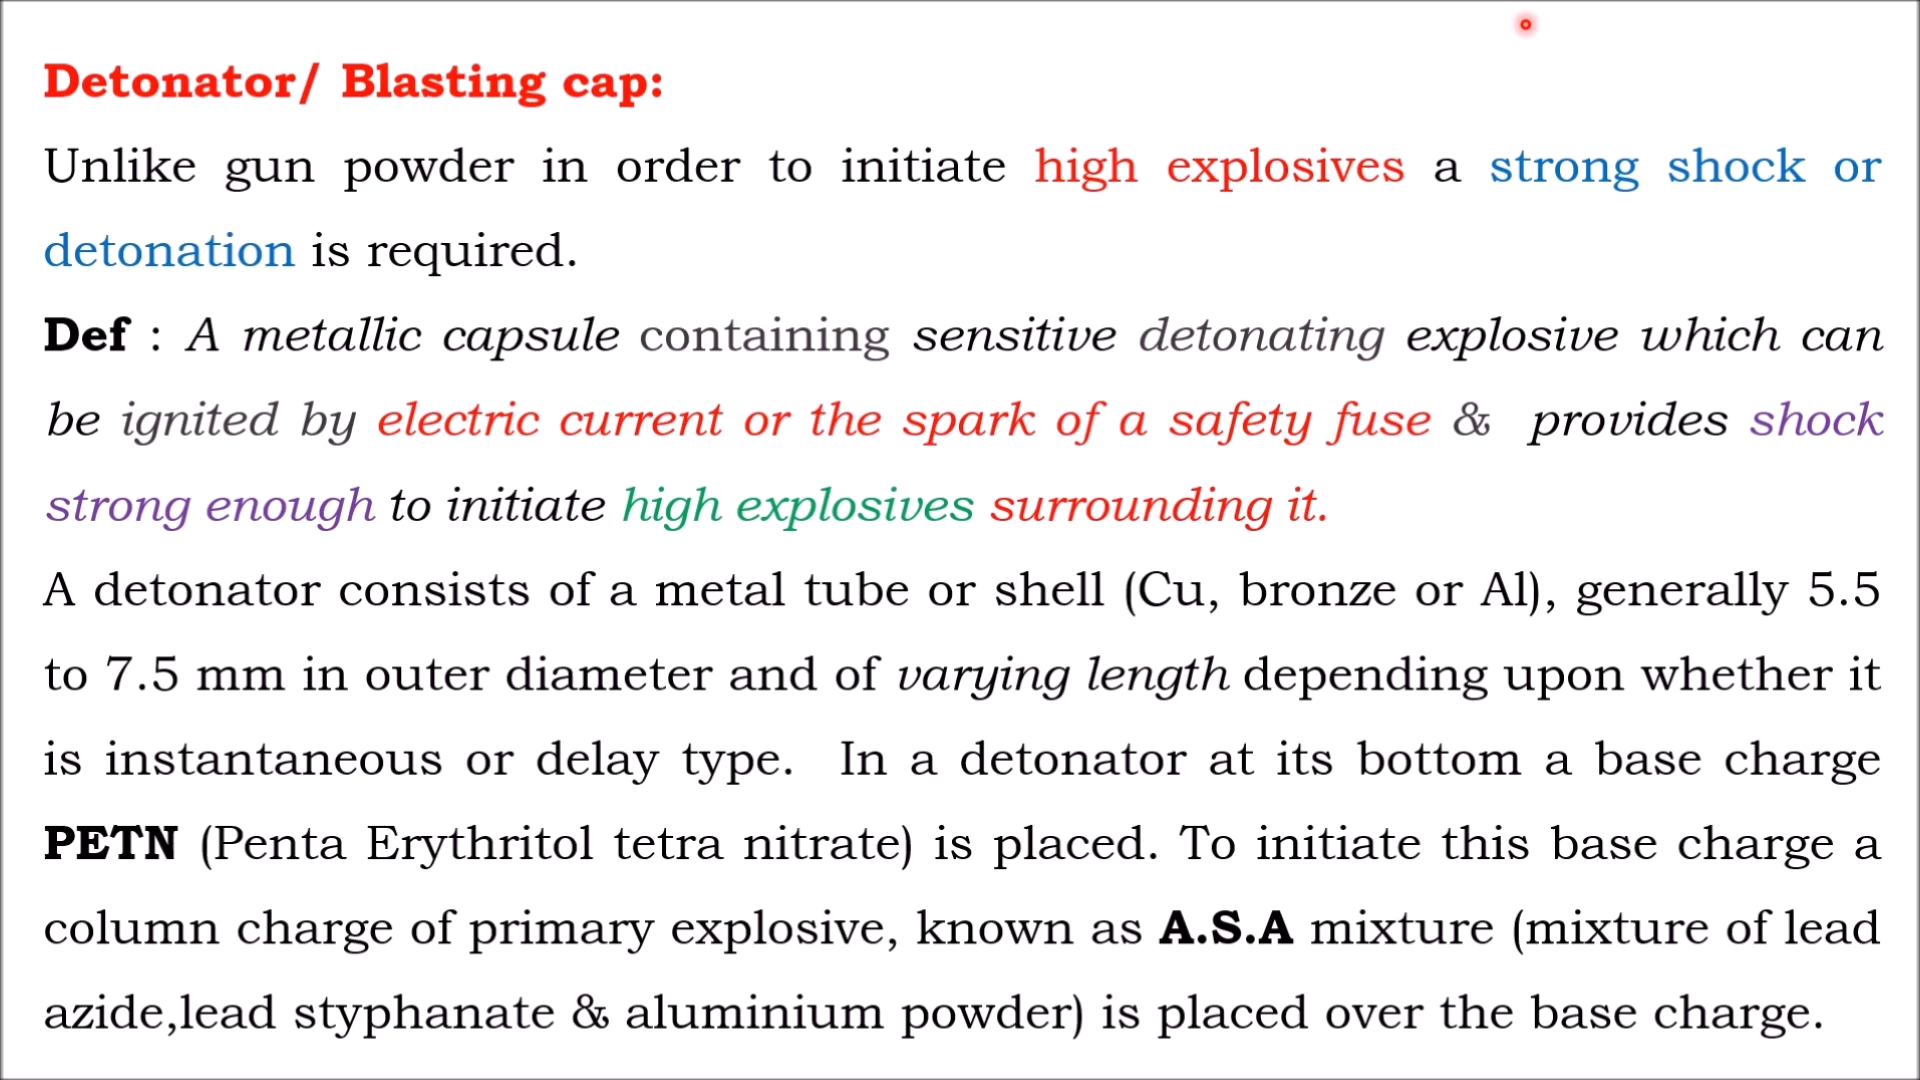 Detonator/ Blasting cap:
Unlike gun powder in order to initiate high explosives a strong shock or
detonation is required.
Def : A metallic capsule containing sensitive detonating explosive which can
be ignited by electric current or the spark of a safety fuse & provides shock
strong enough to initiate high explosives surrounding it.
A detonator consists of a metal tube or shell (Cu, bronze or Al), generally 5.5
to 7.5 mm in outer diameter and of varying length depending upon whether it
is instantaneous or delay type. In a detonator at its bottom a base charge
PETN (Penta Erythritol tetra nitrate) is placed. To initiate this base charge a
column charge of primary explosive, known as A.S.A mixture (mixture of lead
azide,lead styphanate & aluminium powder) is placed over the base charge.